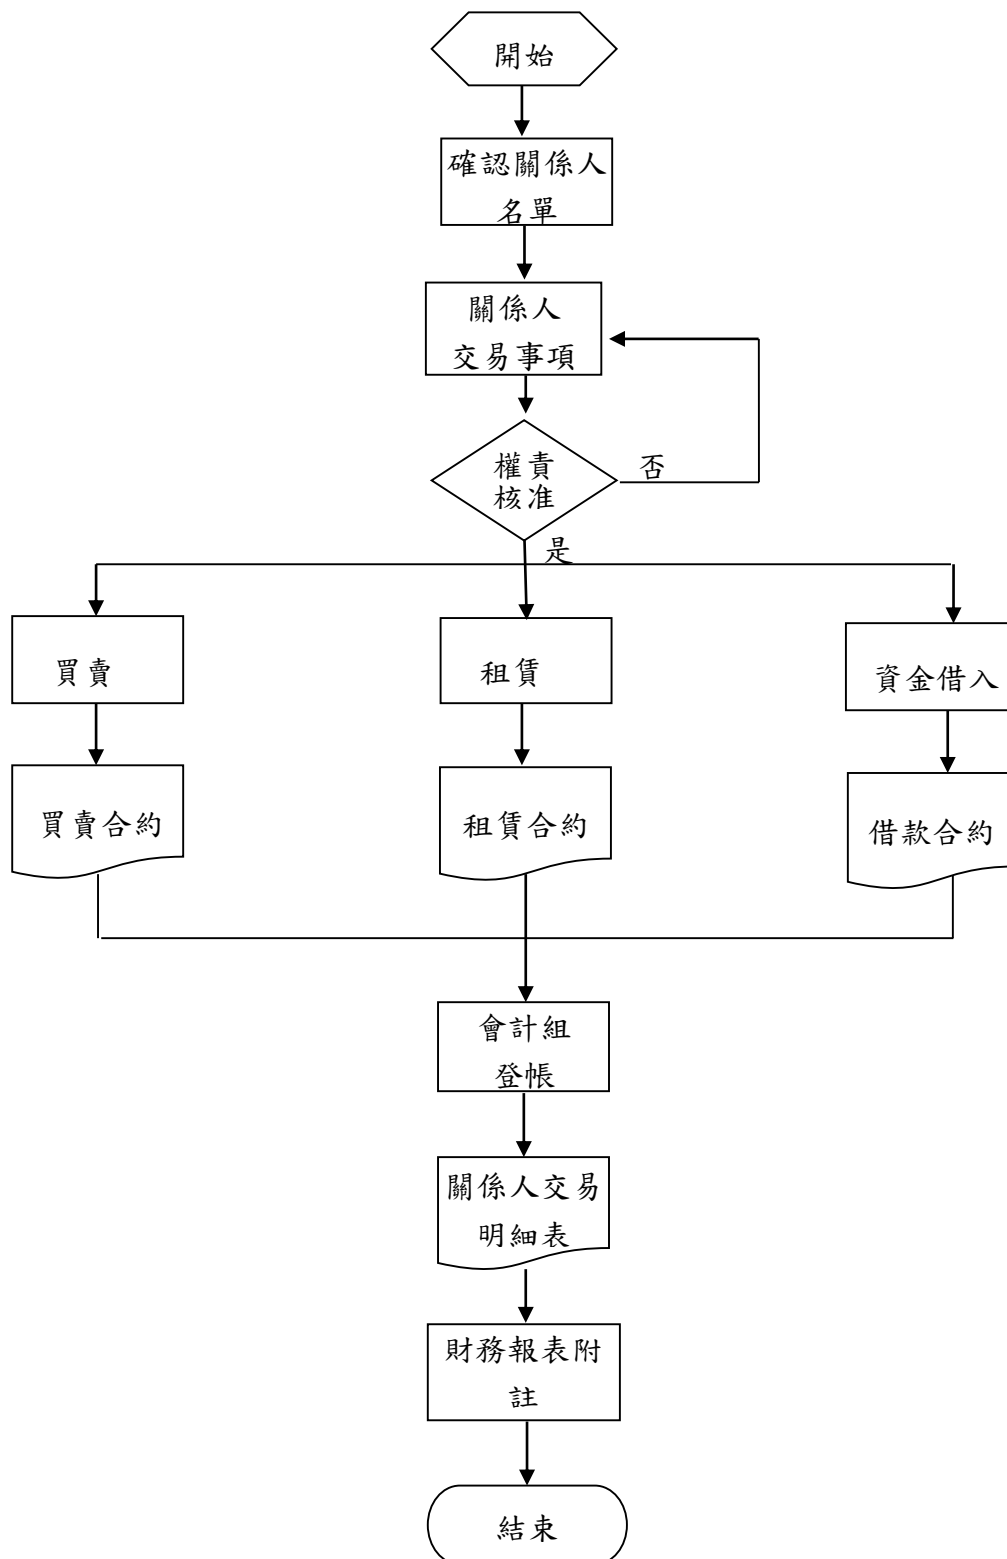 開始
確認關係人
名單
關係人
交易事項
權責
核准
否
是
買賣
租賃
資金借入
買賣合約
租賃合約
借款合約
會計組
登帳
關係人交易
明細表
財務報表附
註
結束